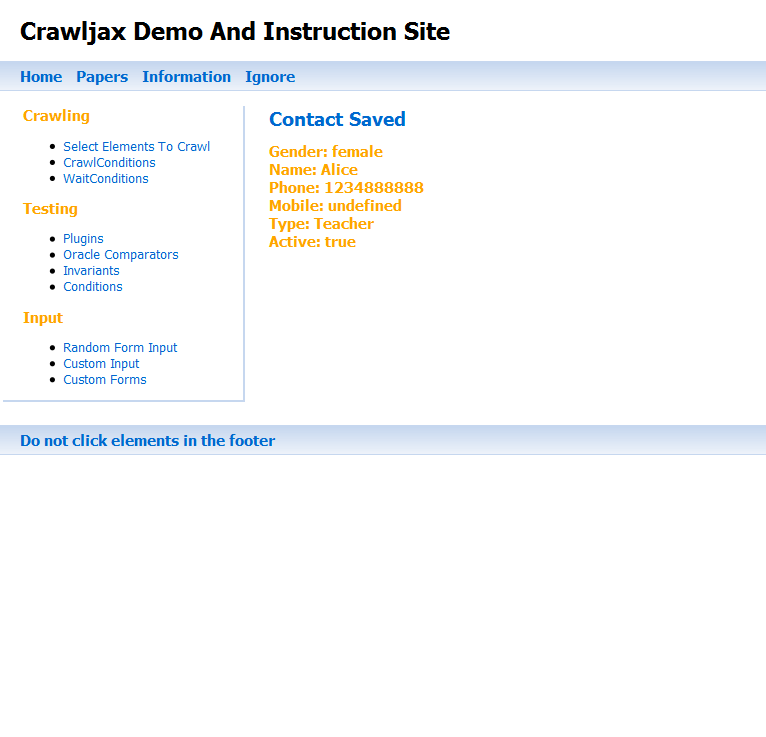 Crawljax Demo And Instruction Site
Home Papers Information Ignore
Crawling
Select Elements To Crawl
CrawlConditions
WaitConditions
Testing
Plugins
Oracle Comparators
Invariants
Conditions
Input
Random Form Input
Custom Input
Custom Forms
Contact Saved
Gender: female
Name: Alice
Phone: 1234888888
Mobile: undefined
Type: Teacher
Active: true
Do not click elements in the footer